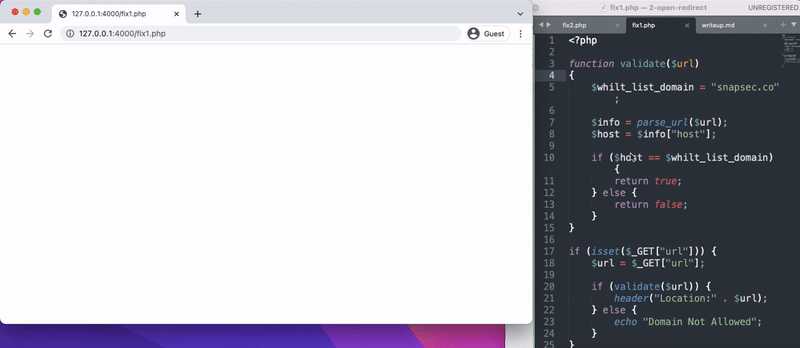 127.0.0.1:4000/fix1.php
127.0.0.1:4000/fix1.php
Guest
fix1.php — 2-open-redirect
UNREGISTERED
fix2.php
fix1.php
writeup.md
1 <?php
2
3 function validate($url)
4 {
5 $whilt_list_domain = "snapsec.co"
;
6
7 $info = parse_url($url);
8 $host = $info["host"];
9
10 if ($host == $whilt_list_domain)
{
11 return true;
12 } else {
13 return false;
14 }
15 }
16
17 if (isset($_GET["url"])) {
18 $url = $_GET["url"];
19
20 if (validate($url)) {
21 header("Location:" . $url);
22 } else {
23 echo "Domain Not Allowed";
24 }
25 }